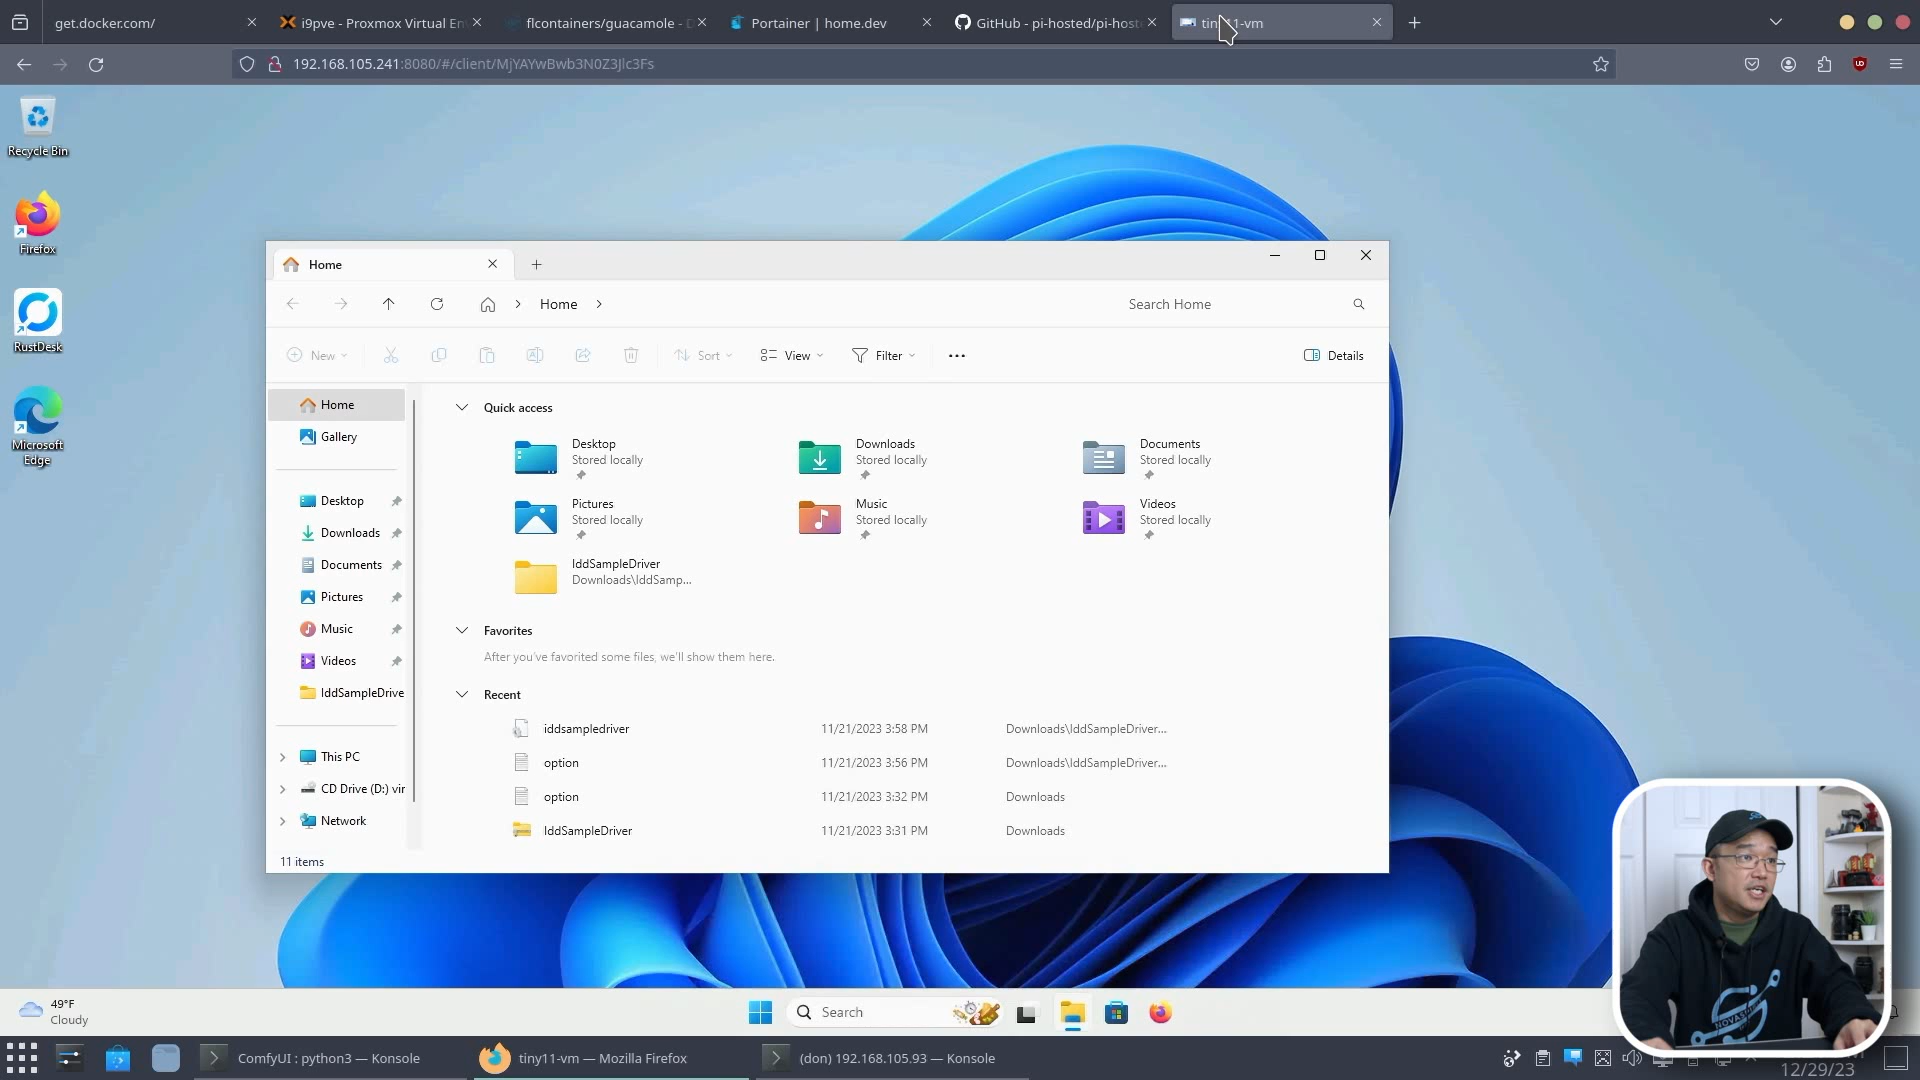 get.docker.com/
i9pve - Proxmox Virtual En
flcontainers/guacamole - D
Portainer | home.dev
GitHub - pi-hosted/pi-host
tiny11-vm
192.168.105.241:8080/#/client/MjYAYwBwb3N0Z3Jlc3Fs
Recycle Bin
Firefox
RustDesk
Microsoft
Edge
Home
Home
Search Home
New
Sort
View
Filter
Details
Home
Gallery
Desktop
Downloads
Documents
Pictures
Music
Videos
IddSampleDrive
This PC
CD Drive (D:) vir
Network
Quick access
Desktop
Stored locally
Downloads
Stored locally
Documents
Stored locally
Pictures
Stored locally
Music
Stored locally
Videos
Stored locally
IddSampleDriver
Downloads\IddSamp...
Favorites
After you've favorited some files, we'll show them here.
Recent
iddsampledriver 11/21/2023 3:58 PM Downloads\IddSampleDriver...
option 11/21/2023 3:56 PM Downloads\IddSampleDriver...
option 11/21/2023 3:32 PM Downloads
IddSampleDriver 11/21/2023 3:31 PM Downloads
11 items
49°F
Cloudy
Search
ComfyUI : python3 — Konsole
tiny11-vm — Mozilla Firefox
(don) 192.168.105.93 — Konsole
12/29/23